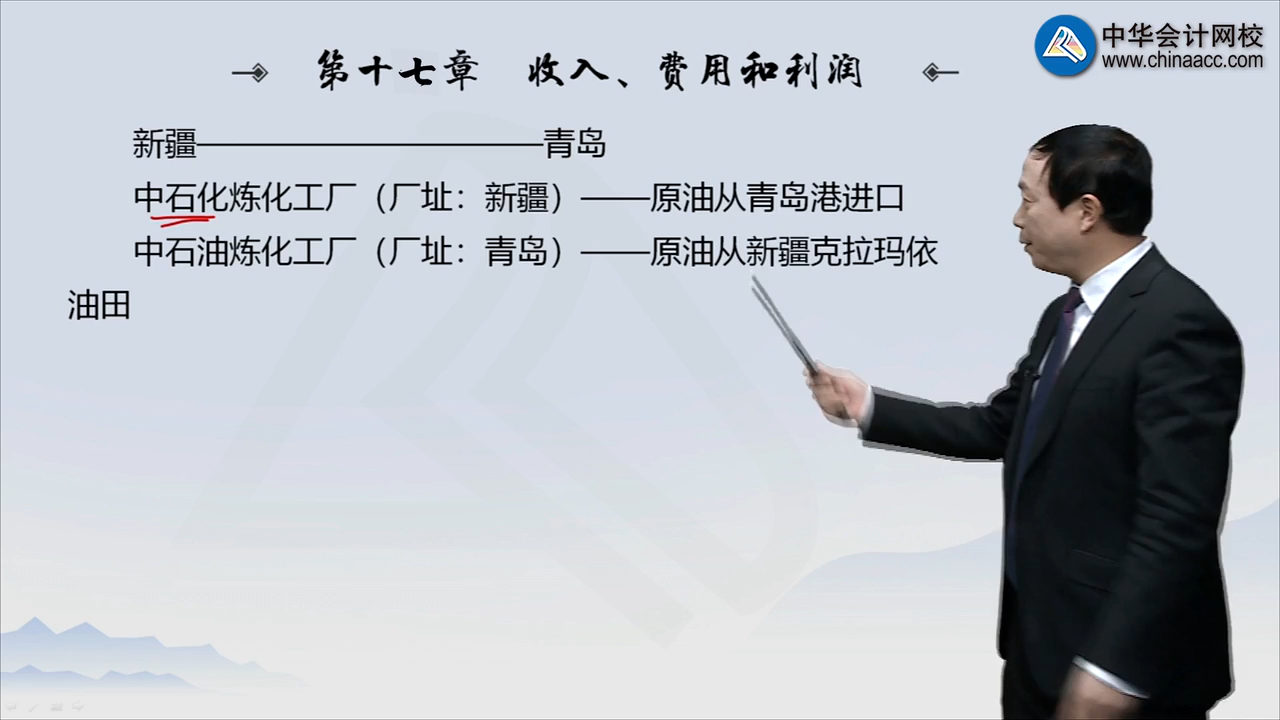 中华会计网校
www.chinaacc.com
第十七章 收入、费用和利润
新疆———————————青岛
中石化炼化工厂（厂址：新疆）——原油从青岛港进口
中石油炼化工厂（厂址：青岛）——原油从新疆克拉玛依
油田